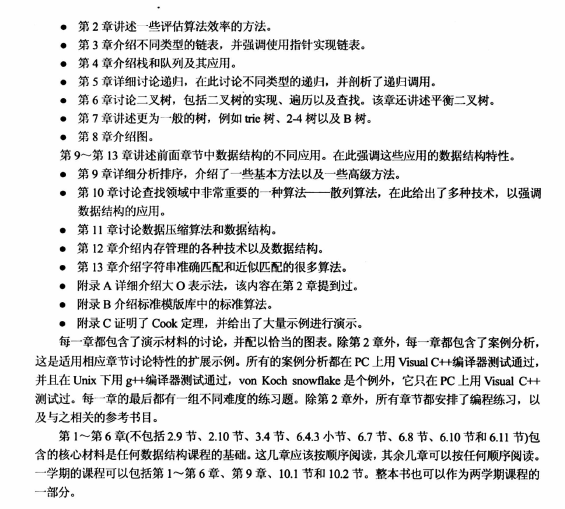 ● 第 2 章讲述一些评估算法效率的方法。
● 第 3 章介绍不同类型的链表，并强调使用指针实现链表。
● 第 4 章介绍栈和队列及其应用。
● 第 5 章详细讨论递归，在此讨论不同类型的递归，并剖析了递归调用。
● 第 6 章讨论二叉树，包括二叉树的实现、遍历以及查找。该章还讲述平衡二叉树。
● 第 7 章讲述更为一般的树，例如 trie 树、2-4 树以及 B 树。
● 第 8 章介绍图。
第 9～第 13 章讲述前面章节中数据结构的不同应用。在此强调这些应用的数据结构特性。
● 第 9 章详细分析排序，介绍了一些基本方法以及一些高级方法。
● 第 10 章讨论查找领域中非常重要的一种算法——散列算法，在此给出了多种技术，以强调
数据结构的应用。
● 第 11 章讨论数据压缩算法和数据结构。
● 第 12 章介绍内存管理的各种技术以及数据结构。
● 第 13 章介绍字符串准确匹配和近似匹配的很多算法。
● 附录 A 详细介绍大 O 表示法，该内容在第 2 章提到过。
● 附录 B 介绍标准模版库中的标准算法。
● 附录 C 证明了 Cook 定理，并给出了大量示例进行演示。
每一章都包含了演示材料的讨论，并配以恰当的图表。除第 2 章外，每一章都包含了案例分析，
这是适用相应章节讨论特性的扩展示例。所有的案例分析都在 PC 上用 Visual C++编译器测试通过，
并且在 Unix 下用 g++编译器测试通过，von Koch snowflake 是个例外，它只在 PC 上用 Visual C++
测试过。每一章的最后都有一组不同难度的练习题。除第 2 章外，所有章节都安排了编程练习，以
及与之相关的参考书目。
第 1～第 6 章(不包括 2.9 节、2.10 节、3.4 节、6.4.3 小节、6.7 节、6.8 节、6.10 节和 6.11 节)包
含的核心材料是任何数据结构课程的基础。这几章应该按顺序阅读，其余几章可以按任何顺序阅读。
一学期的课程可以包括第 1～第 6 章、第 9 章、10.1 节和 10.2 节。整本书也可以作为两学期课程的
一部分。